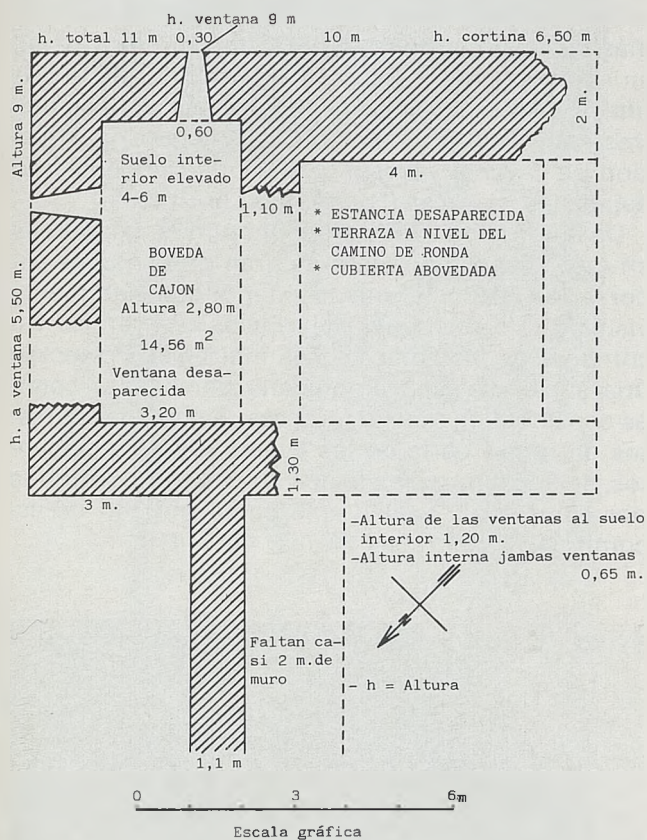 h. ventana 9 m
h. total 11 m
0,30
10 m
h. cortina 6,50 m
Altura 9 m.
2 m.
0,60
Suelo inte-
rior elevado
4-6 m
1,10 m
4 m.
* ESTANCIA DESAPARECIDA
* TERRAZA A NIVEL DEL
CAMINO DE RONDA
* CUBIERTA ABOVEDADA
BOVEDA
DE
CAJON
Altura 2,80 m
14,56 m²
h. a ventana 5,50 m.
Ventana desa-
parecida
3,20 m
1,30 m
3 m.
-Altura de las ventanas al suelo
interior 1,20 m.
-Altura interna jambas ventanas
0,65 m.
Faltan ca-
si 2 m.de
muro
- h = Altura
1,1 m
0 3 6m
Escala gráfica